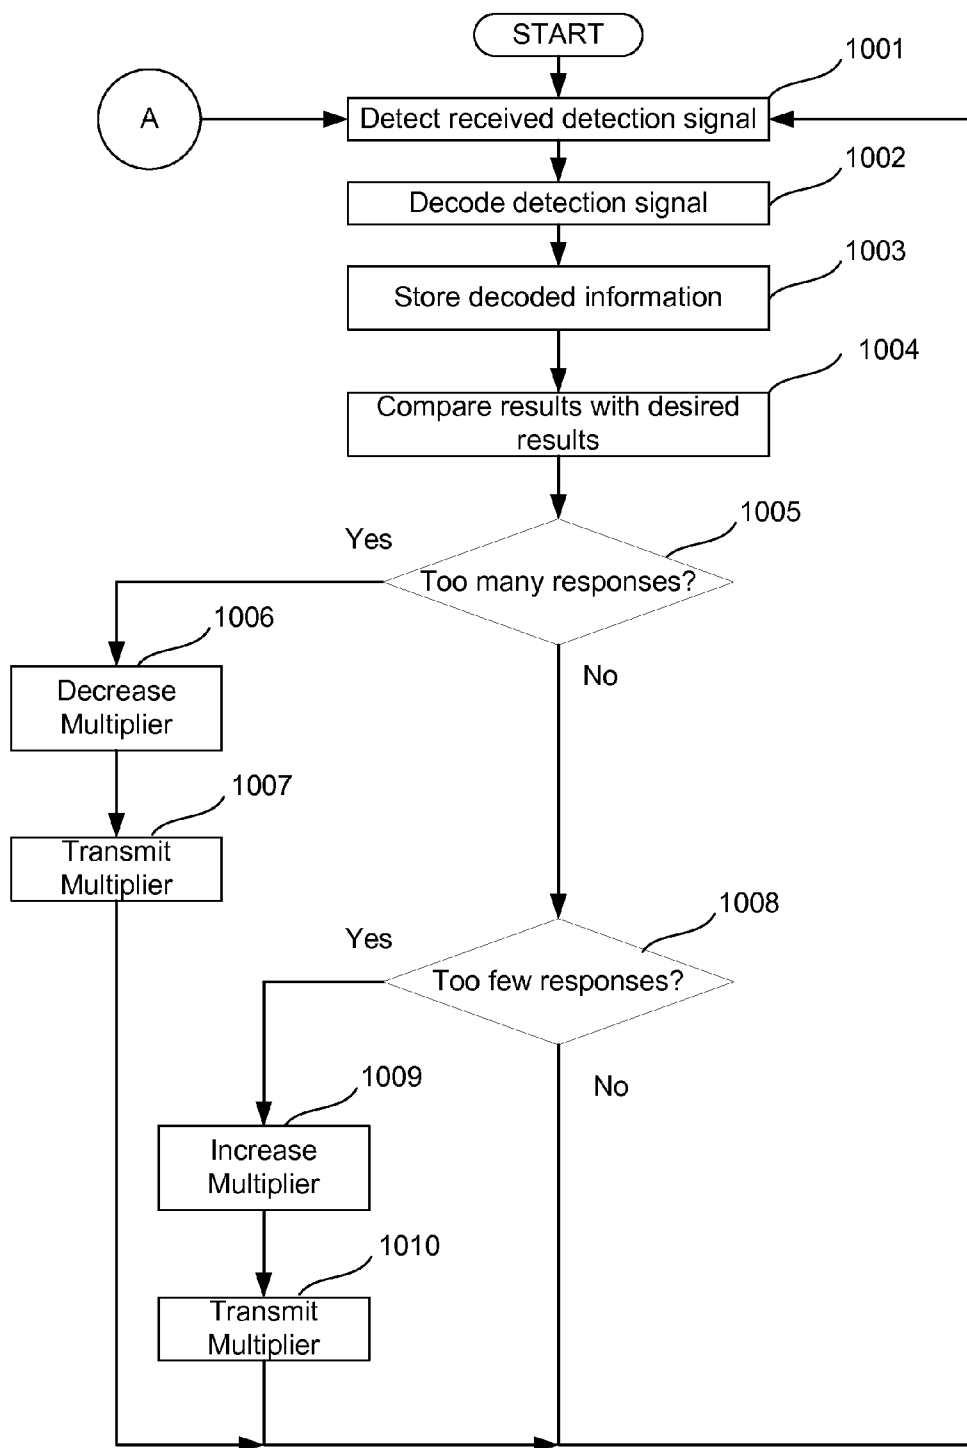 START
1001
A
Detect received detection signal
1002
Decode detection signal
1003
Store decoded information
1004
Compare results with desired
results
1005
Yes
Too many responses?
1006
No
Decrease
Multiplier
1007
Transmit
Multiplier
1008
Yes
Too few responses?
1009
No
Increase
Multiplier
1010
Transmit
Multiplier